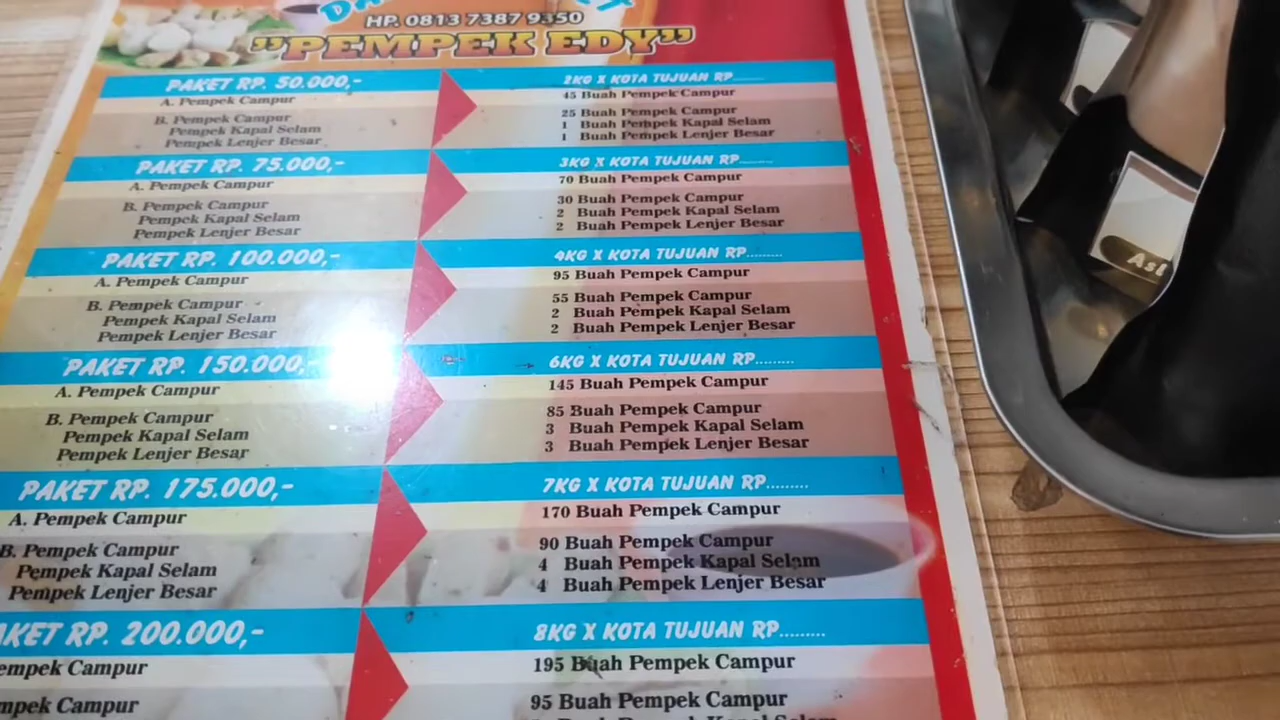 HP. 0813 7387 9350
"PEMPEK EDY"
PAKET RP. 50.000,- 2KG X KOTA TUJUAN RP.........
A. Pempek Campur 45 Buah Pempek Campur
B. Pempek Campur 25 Buah Pempek Campur
Pempek Kapal Selam 1 Buah Pempek Kapal Selam
Pempek Lenjer Besar 1 Buah Pempek Lenjer Besar
PAKET RP. 75.000,- 3KG X KOTA TUJUAN RP.........
A. Pempek Campur 70 Buah Pempek Campur
B. Pempek Campur 30 Buah Pempek Campur
Pempek Kapal Selam 2 Buah Pempek Kapal Selam
Pempek Lenjer Besar 2 Buah Pempek Lenjer Besar
PAKET RP. 100.000,- 4KG X KOTA TUJUAN RP.........
A. Pempek Campur 95 Buah Pempek Campur
B. Pempek Campur 55 Buah Pempek Campur
Pempek Kapal Selam 2 Buah Pempek Kapal Selam
Pempek Lenjer Besar 2 Buah Pempek Lenjer Besar
PAKET RP. 150.000,- 6KG X KOTA TUJUAN RP.........
A. Pempek Campur 145 Buah Pempek Campur
B. Pempek Campur 85 Buah Pempek Campur
Pempek Kapal Selam 3 Buah Pempek Kapal Selam
Pempek Lenjer Besar 3 Buah Pempek Lenjer Besar
PAKET RP. 175.000,- 7KG X KOTA TUJUAN RP.........
A. Pempek Campur 170 Buah Pempek Campur
B. Pempek Campur 90 Buah Pempek Campur
Pempek Kapal Selam 4 Buah Pempek Kapal Selam
Pempek Lenjer Besar 4 Buah Pempek Lenjer Besar
AKET RP. 200.000,- 8KG X KOTA TUJUAN RP.........
empek Campur 195 Buah Pempek Campur
mpek Campur 95 Buah Pempek Campur